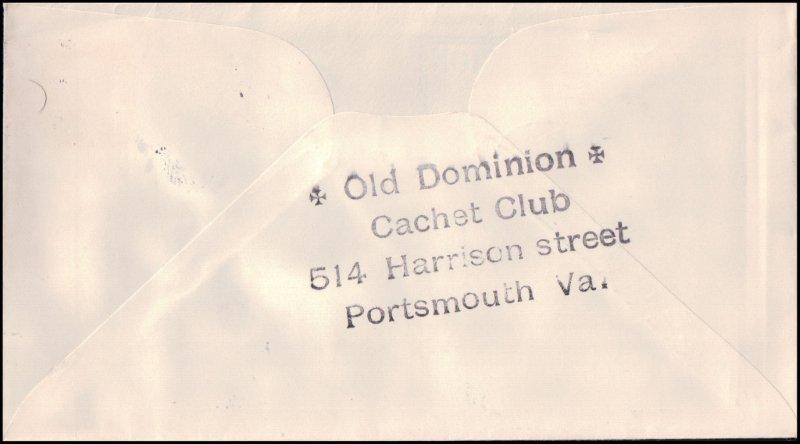 ✠ Old Dominion ✠
Cachet Club
514 Harrison street
Portsmouth Va.